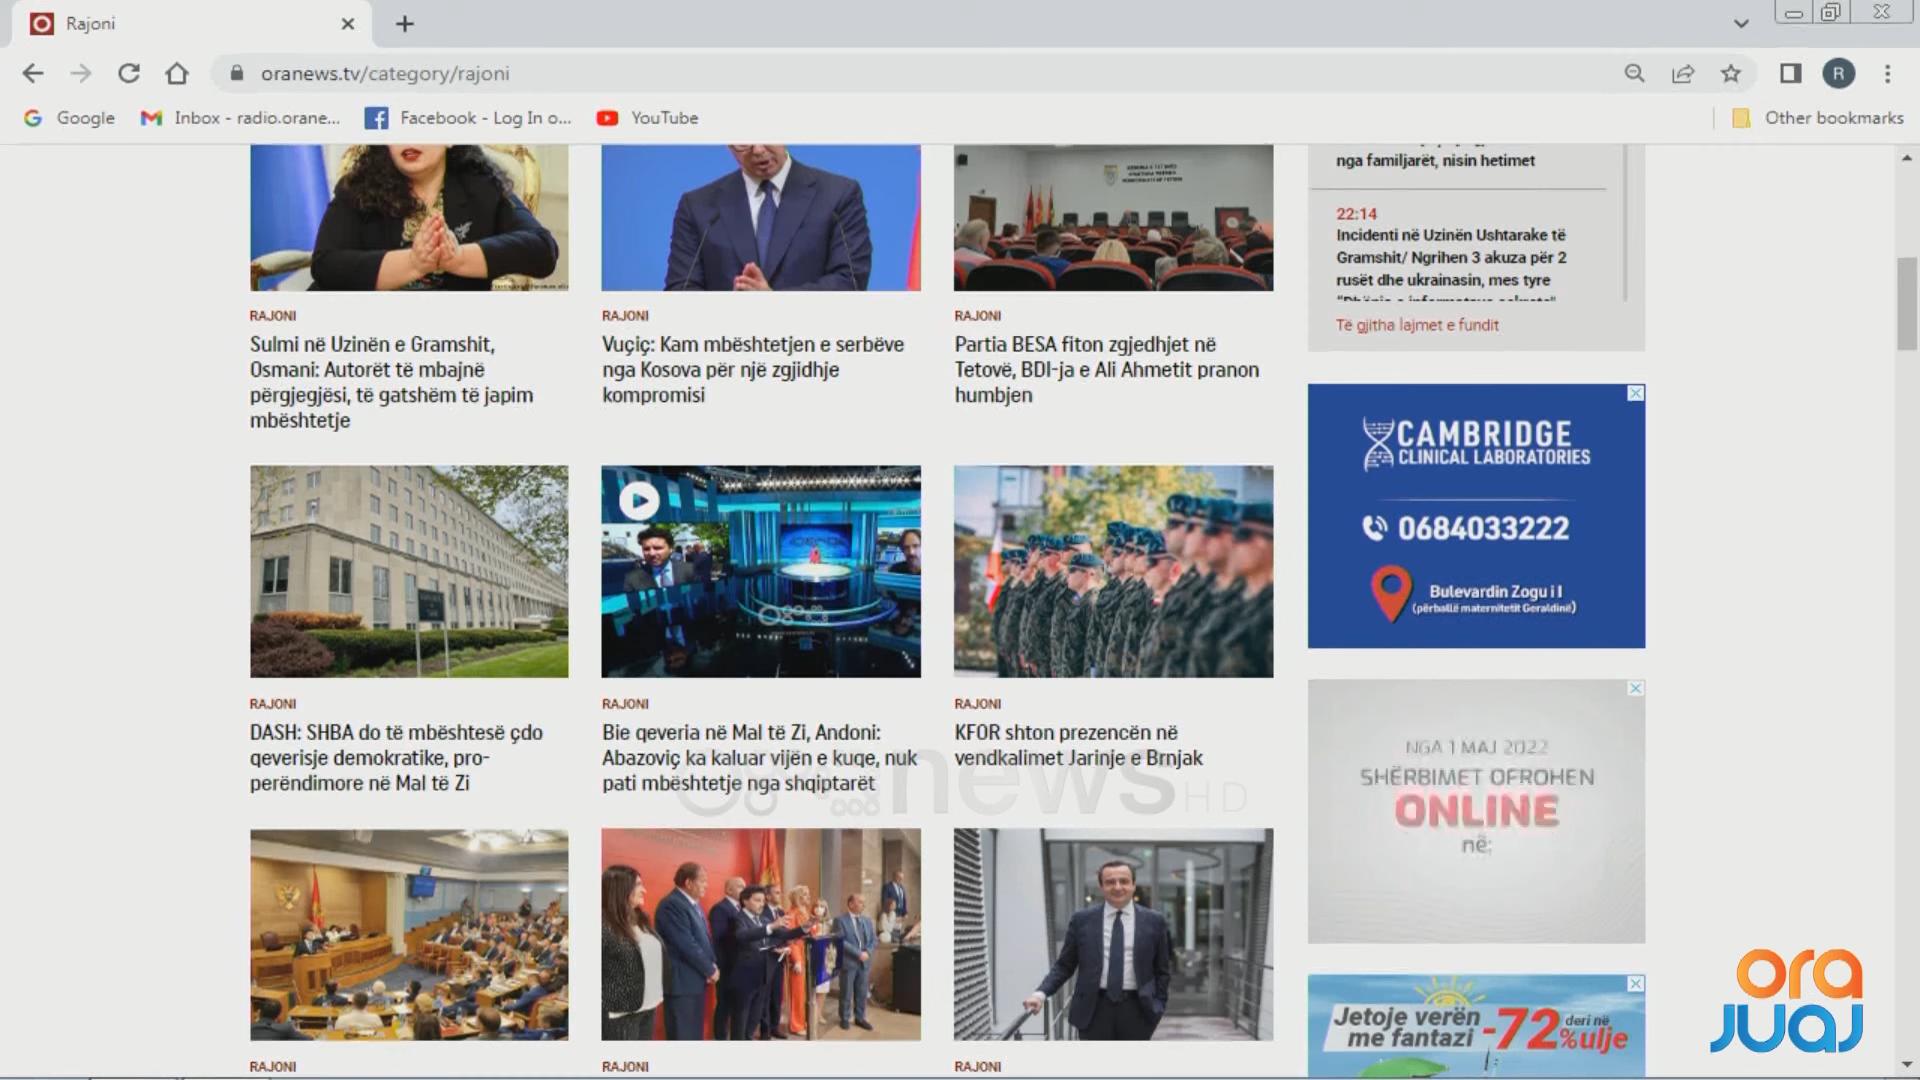 Rajoni
oranews.tv/category/rajoni
R
Google
Inbox - radio.orane...
Facebook - Log In o...
YouTube
Other bookmarks
RAJONI
Sulmi në Uzinën e Gramshit,
Osmani: Autorët të mbajnë
përgjegjësi, të gatshëm të japim
mbështetje
RAJONI
Vuçiç: Kam mbështetjen e serbëve
nga Kosova për një zgjidhje
kompromisi
RAJONI
Partia BESA fiton zgjedhjet në
Tetovë, BDI-ja e Ali Ahmetit pranon
humbjen
nga familjarët, nisin hetimet
22:14
Incidenti në Uzinën Ushtarake të
Gramshit/ Ngrihen 3 akuza për 2
rusët dhe ukrainasin, mes tyre
Të gjitha lajmet e fundit
CAMBRIDGE
CLINICAL LABORATORIES
0684033222
Bulevardin Zogu i I
(përballë maternitetit Geraldinë)
RAJONI
DASH: SHBA do të mbështesë çdo
qeverisje demokratike, pro-
perëndimore në Mal të Zi
RAJONI
Bie qeveria në Mal të Zi, Andoni:
Abazoviç ka kaluar vijën e kuqe, nuk
pati mbështetje nga shqiptarët
RAJONI
KFOR shton prezencën në
vendkalimet Jarinje e Brnjak
news HD
NGA 1 MAJ 2022
SHËRBIMET OFROHEN
ONLINE
në:
RAJONI
RAJONI
RAJONI
Jetoje verën
me fantazi
-72%
deri në
ulje
ora
juaj